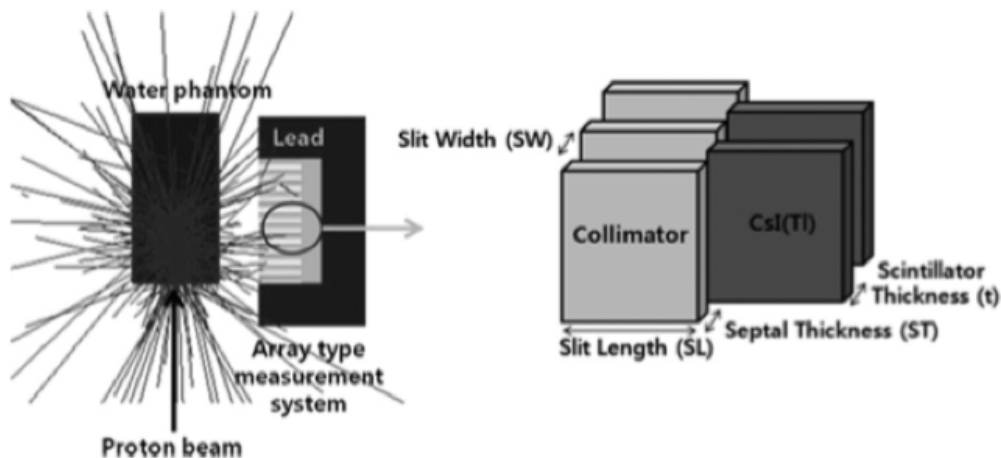 Water phantom
Lead
Array type
measurement
system
Proton beam
Slit Width (SW)
Collimator
CsI(Tl)
Scintillator
Thickness (t)
Septal Thickness (ST)
Slit Length (SL)